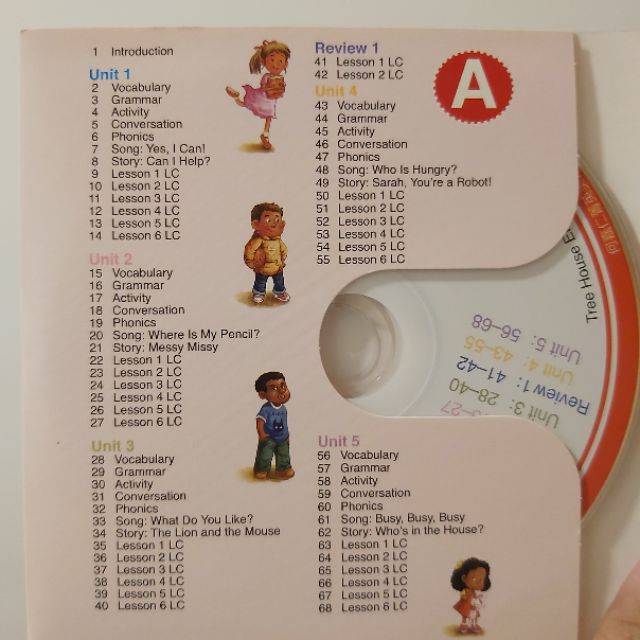 1 Introduction
Unit 1
2 Vocabulary
3 Grammar
4 Activity
5 Conversation
6 Phonics
7 Song: Yes, I Can!
8 Story: Can I Help?
9 Lesson 1 LC
10 Lesson 2 LC
11 Lesson 3 LC
12 Lesson 4 LC
13 Lesson 5 LC
14 Lesson 6 LC
Unit 2
15 Vocabulary
16 Grammar
17 Activity
18 Conversation
19 Phonics
20 Song: Where Is My Pencil?
21 Story: Messy Missy
22 Lesson 1 LC
23 Lesson 2 LC
24 Lesson 3 LC
25 Lesson 4 LC
26 Lesson 5 LC
27 Lesson 6 LC
Unit 3
28 Vocabulary
29 Grammar
30 Activity
31 Conversation
32 Phonics
33 Song: What Do You Like?
34 Story: The Lion and the Mouse
35 Lesson 1 LC
36 Lesson 2 LC
37 Lesson 3 LC
38 Lesson 4 LC
39 Lesson 5 LC
40 Lesson 6 LC
Review 1
41 Lesson 1 LC
42 Lesson 2 LC
Unit 4
43 Vocabulary
44 Grammar
45 Activity
46 Conversation
47 Phonics
48 Song: Who Is Hungry?
49 Story: Sarah, You're a Robot!
50 Lesson 1 LC
51 Lesson 2 LC
52 Lesson 3 LC
53 Lesson 4 LC
54 Lesson 5 LC
55 Lesson 6 LC
Unit 5
56 Vocabulary
57 Grammar
58 Activity
59 Conversation
60 Phonics
61 Song: Busy, Busy, Busy
62 Story: Who's in the House?
63 Lesson 1 LC
64 Lesson 2 LC
65 Lesson 3 LC
66 Lesson 4 LC
67 Lesson 5 LC
68 Lesson 6 LC
A
Tree House
Unit 3: 28–40
Review 1: 41–42
Unit 4: 43–55
Unit 5: 56–68